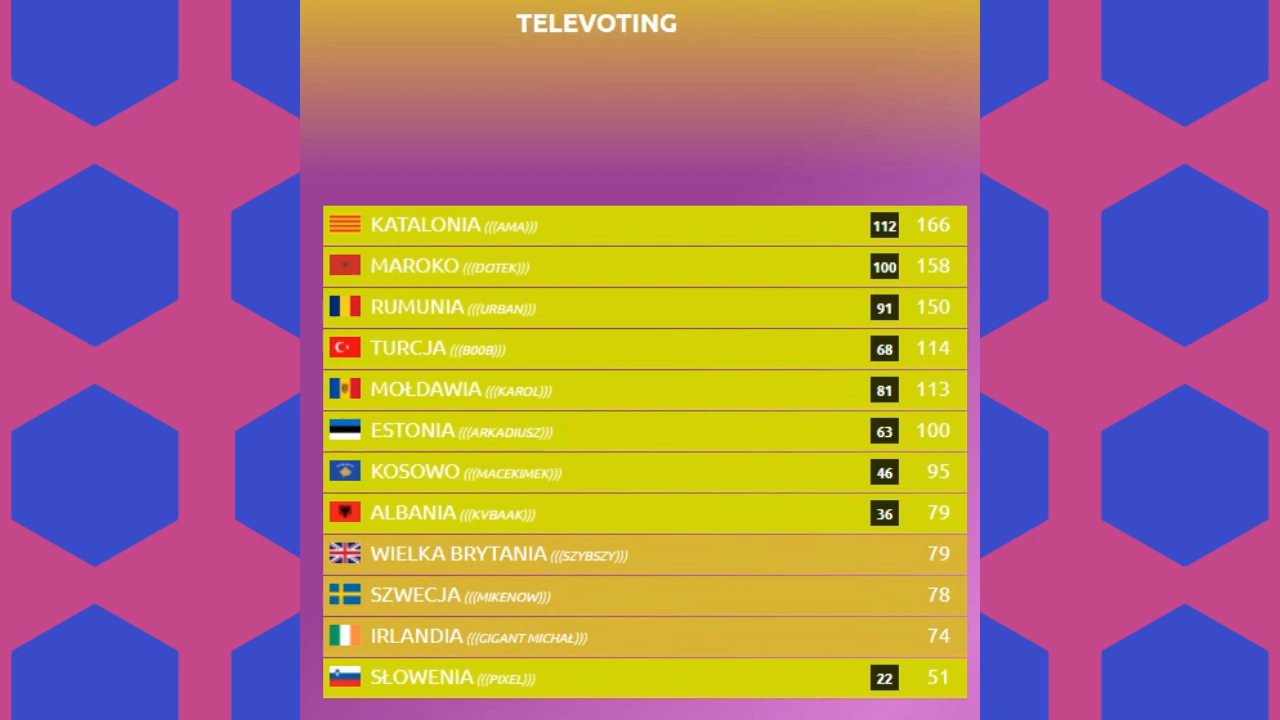 TELEVOTING
KATALONIA (((AMA))) 112 166
MAROKO (((DOTEK))) 100 158
RUMUNIA (((URBAN))) 91 150
TURCJA (((B00B))) 68 114
MOŁDAWIA (((KAROL))) 81 113
ESTONIA (((ARKADIUSZ))) 63 100
KOSOWO (((MACEKIMEK))) 46 95
ALBANIA (((KVBAAK))) 36 79
WIELKA BRYTANIA (((SZYBSZY))) 79
SZWECJA (((MIKENOW))) 78
IRLANDIA (((GIGANT MICHAŁ))) 74
SŁOWENIA (((PIXEL))) 22 51